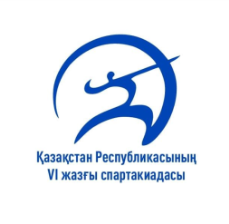 Қазақстан Республикасының
VI жазғы спартакиадасы